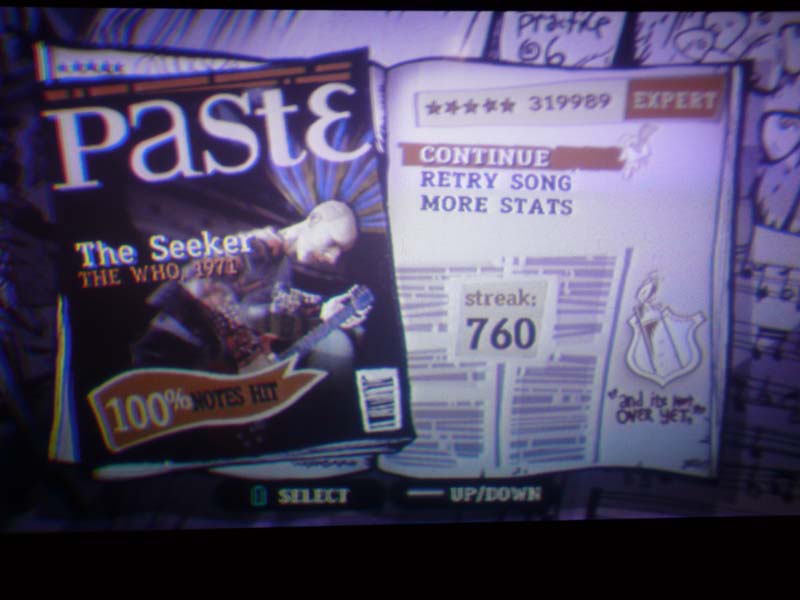 practice
PastE
★★★★★ 319989 EXPERT
CONTINUE
RETRY SONG
MORE STATS
The Seeker
THE WHO, 1971
streak:
760
100% NOTES HIT
"and its not
OVER YET."
SELECT
UP/DOWN